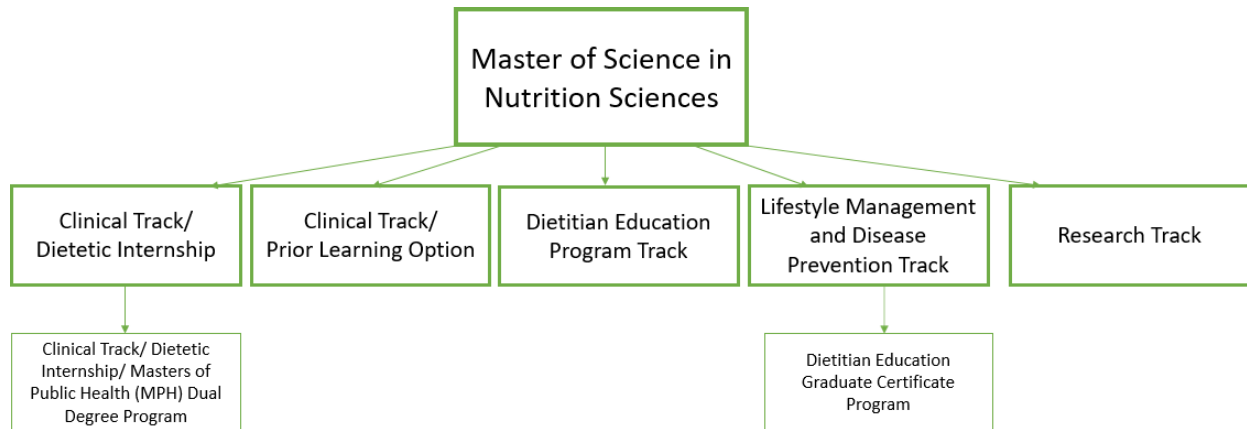 Master of Science in
Nutrition Sciences
Clinical Track/
Dietetic Internship
Clinical Track/
Prior Learning Option
Dietitian Education
Program Track
Lifestyle Management
and Disease
Prevention Track
Research Track
Clinical Track/ Dietetic
Internship/ Masters of
Public Health (MPH) Dual
Degree Program
Dietitian Education
Graduate Certificate
Program